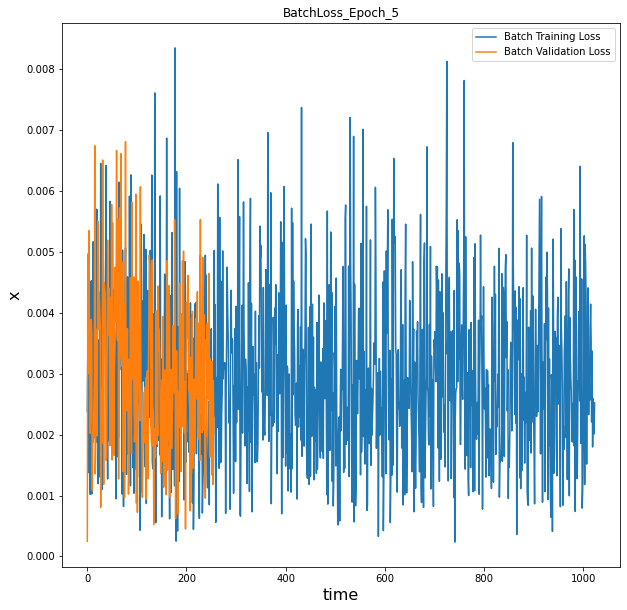 BatchLoss_Epoch_5
Batch Training Loss
Batch Validation Loss
0.008
0.007
0.006
0.005
0.004
0.003
0.002
0.001
0.000
x
0 200 400 600 800 1000
time